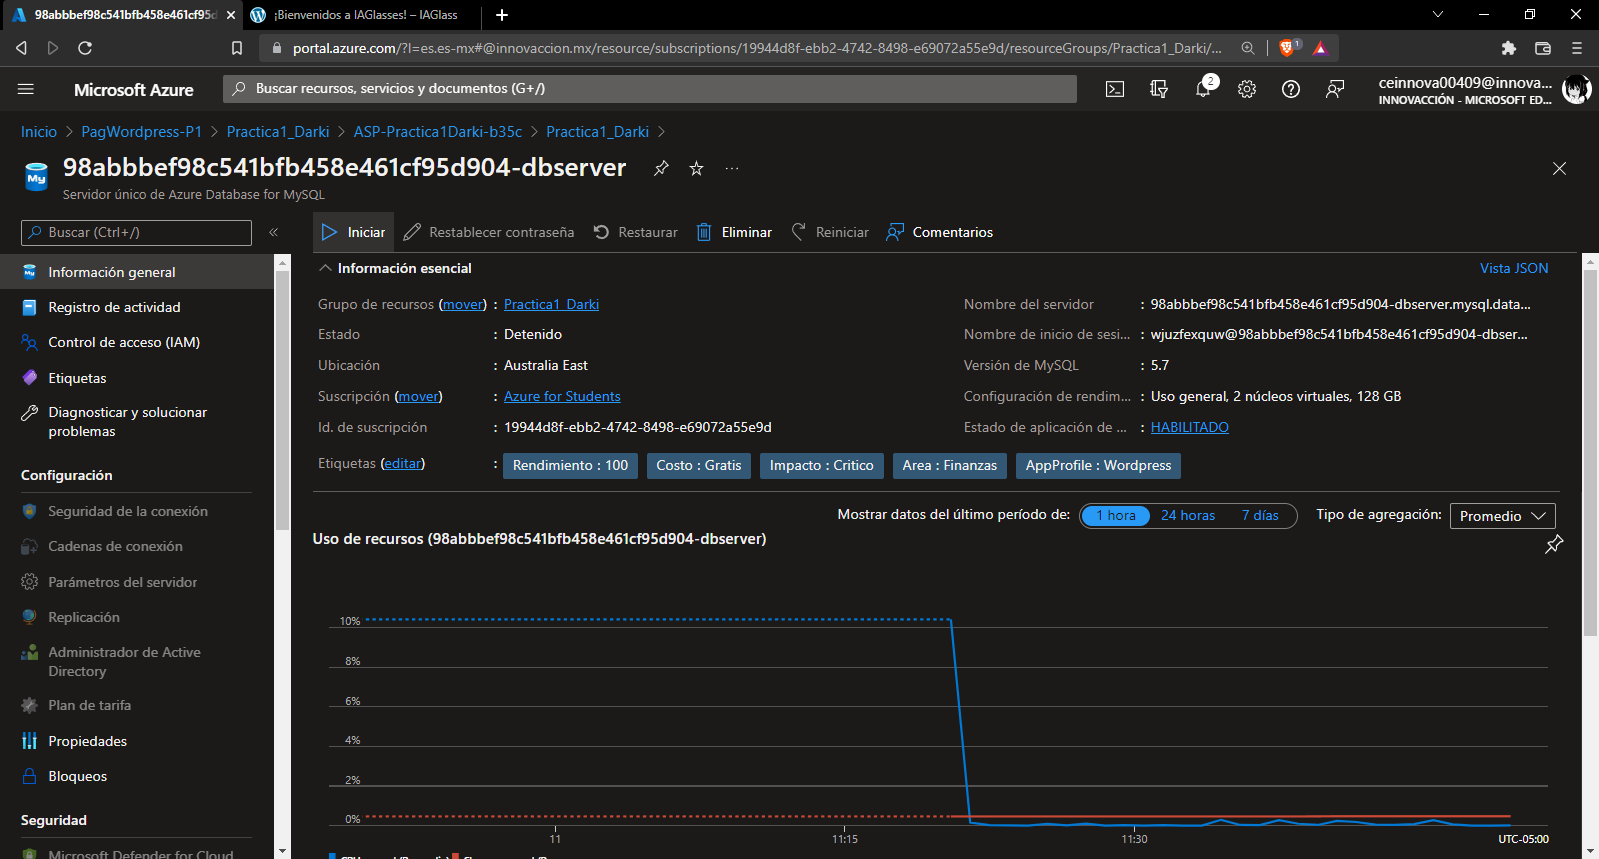 98abbbef98c541bfb458e461cf95d
¡Bienvenidos a IAGlasses! – IAGlass
portal.azure.com/?l=es.es-mx#@innovaccion.mx/resource/subscriptions/19944d8f-ebb2-4742-8498-e69072a55e9d/resourceGroups/Practica1_Darki/...
1
Microsoft Azure
Buscar recursos, servicios y documentos (G+/)
2
ceinnova00409@innova...
INNOVACCIÓN - MICROSOFT ED...
Inicio > PagWordpress-P1 > Practica1_Darki > ASP-Practica1Darki-b35c > Practica1_Darki >
My
98abbbef98c541bfb458e461cf95d904-dbserver
...
Servidor único de Azure Database for MySQL
Buscar (Ctrl+/)
«
Iniciar
Restablecer contraseña
Restaurar
Eliminar
Reiniciar
Comentarios
Información general
Registro de actividad
Control de acceso (IAM)
Etiquetas
Diagnosticar y solucionar
problemas
Configuración
Seguridad de la conexión
Cadenas de conexión
Parámetros del servidor
Replicación
Administrador de Active
Directory
Plan de tarifa
Propiedades
Bloqueos
Seguridad
Microsoft Defender for Cloud
Información esencial
Vista JSON
Grupo de recursos (mover) : Practica1_Darki
Estado : Detenido
Ubicación : Australia East
Suscripción (mover) : Azure for Students
Id. de suscripción : 19944d8f-ebb2-4742-8498-e69072a55e9d
Nombre del servidor : 98abbbef98c541bfb458e461cf95d904-dbserver.mysql.data...
Nombre de inicio de sesi... : wjuzfexquw@98abbbef98c541bfb458e461cf95d904-dbser...
Versión de MySQL : 5.7
Configuración de rendim... : Uso general, 2 núcleos virtuales, 128 GB
Estado de aplicación de ... : HABILITADO
Etiquetas (editar) : Rendimiento : 100 Costo : Gratis Impacto : Critico Area : Finanzas AppProfile : Wordpress
Mostrar datos del último período de: 1 hora 24 horas 7 días Tipo de agregación: Promedio
Uso de recursos (98abbbef98c541bfb458e461cf95d904-dbserver)
10%
8%
6%
4%
2%
0%
11 11:15 11:30 UTC-05:00